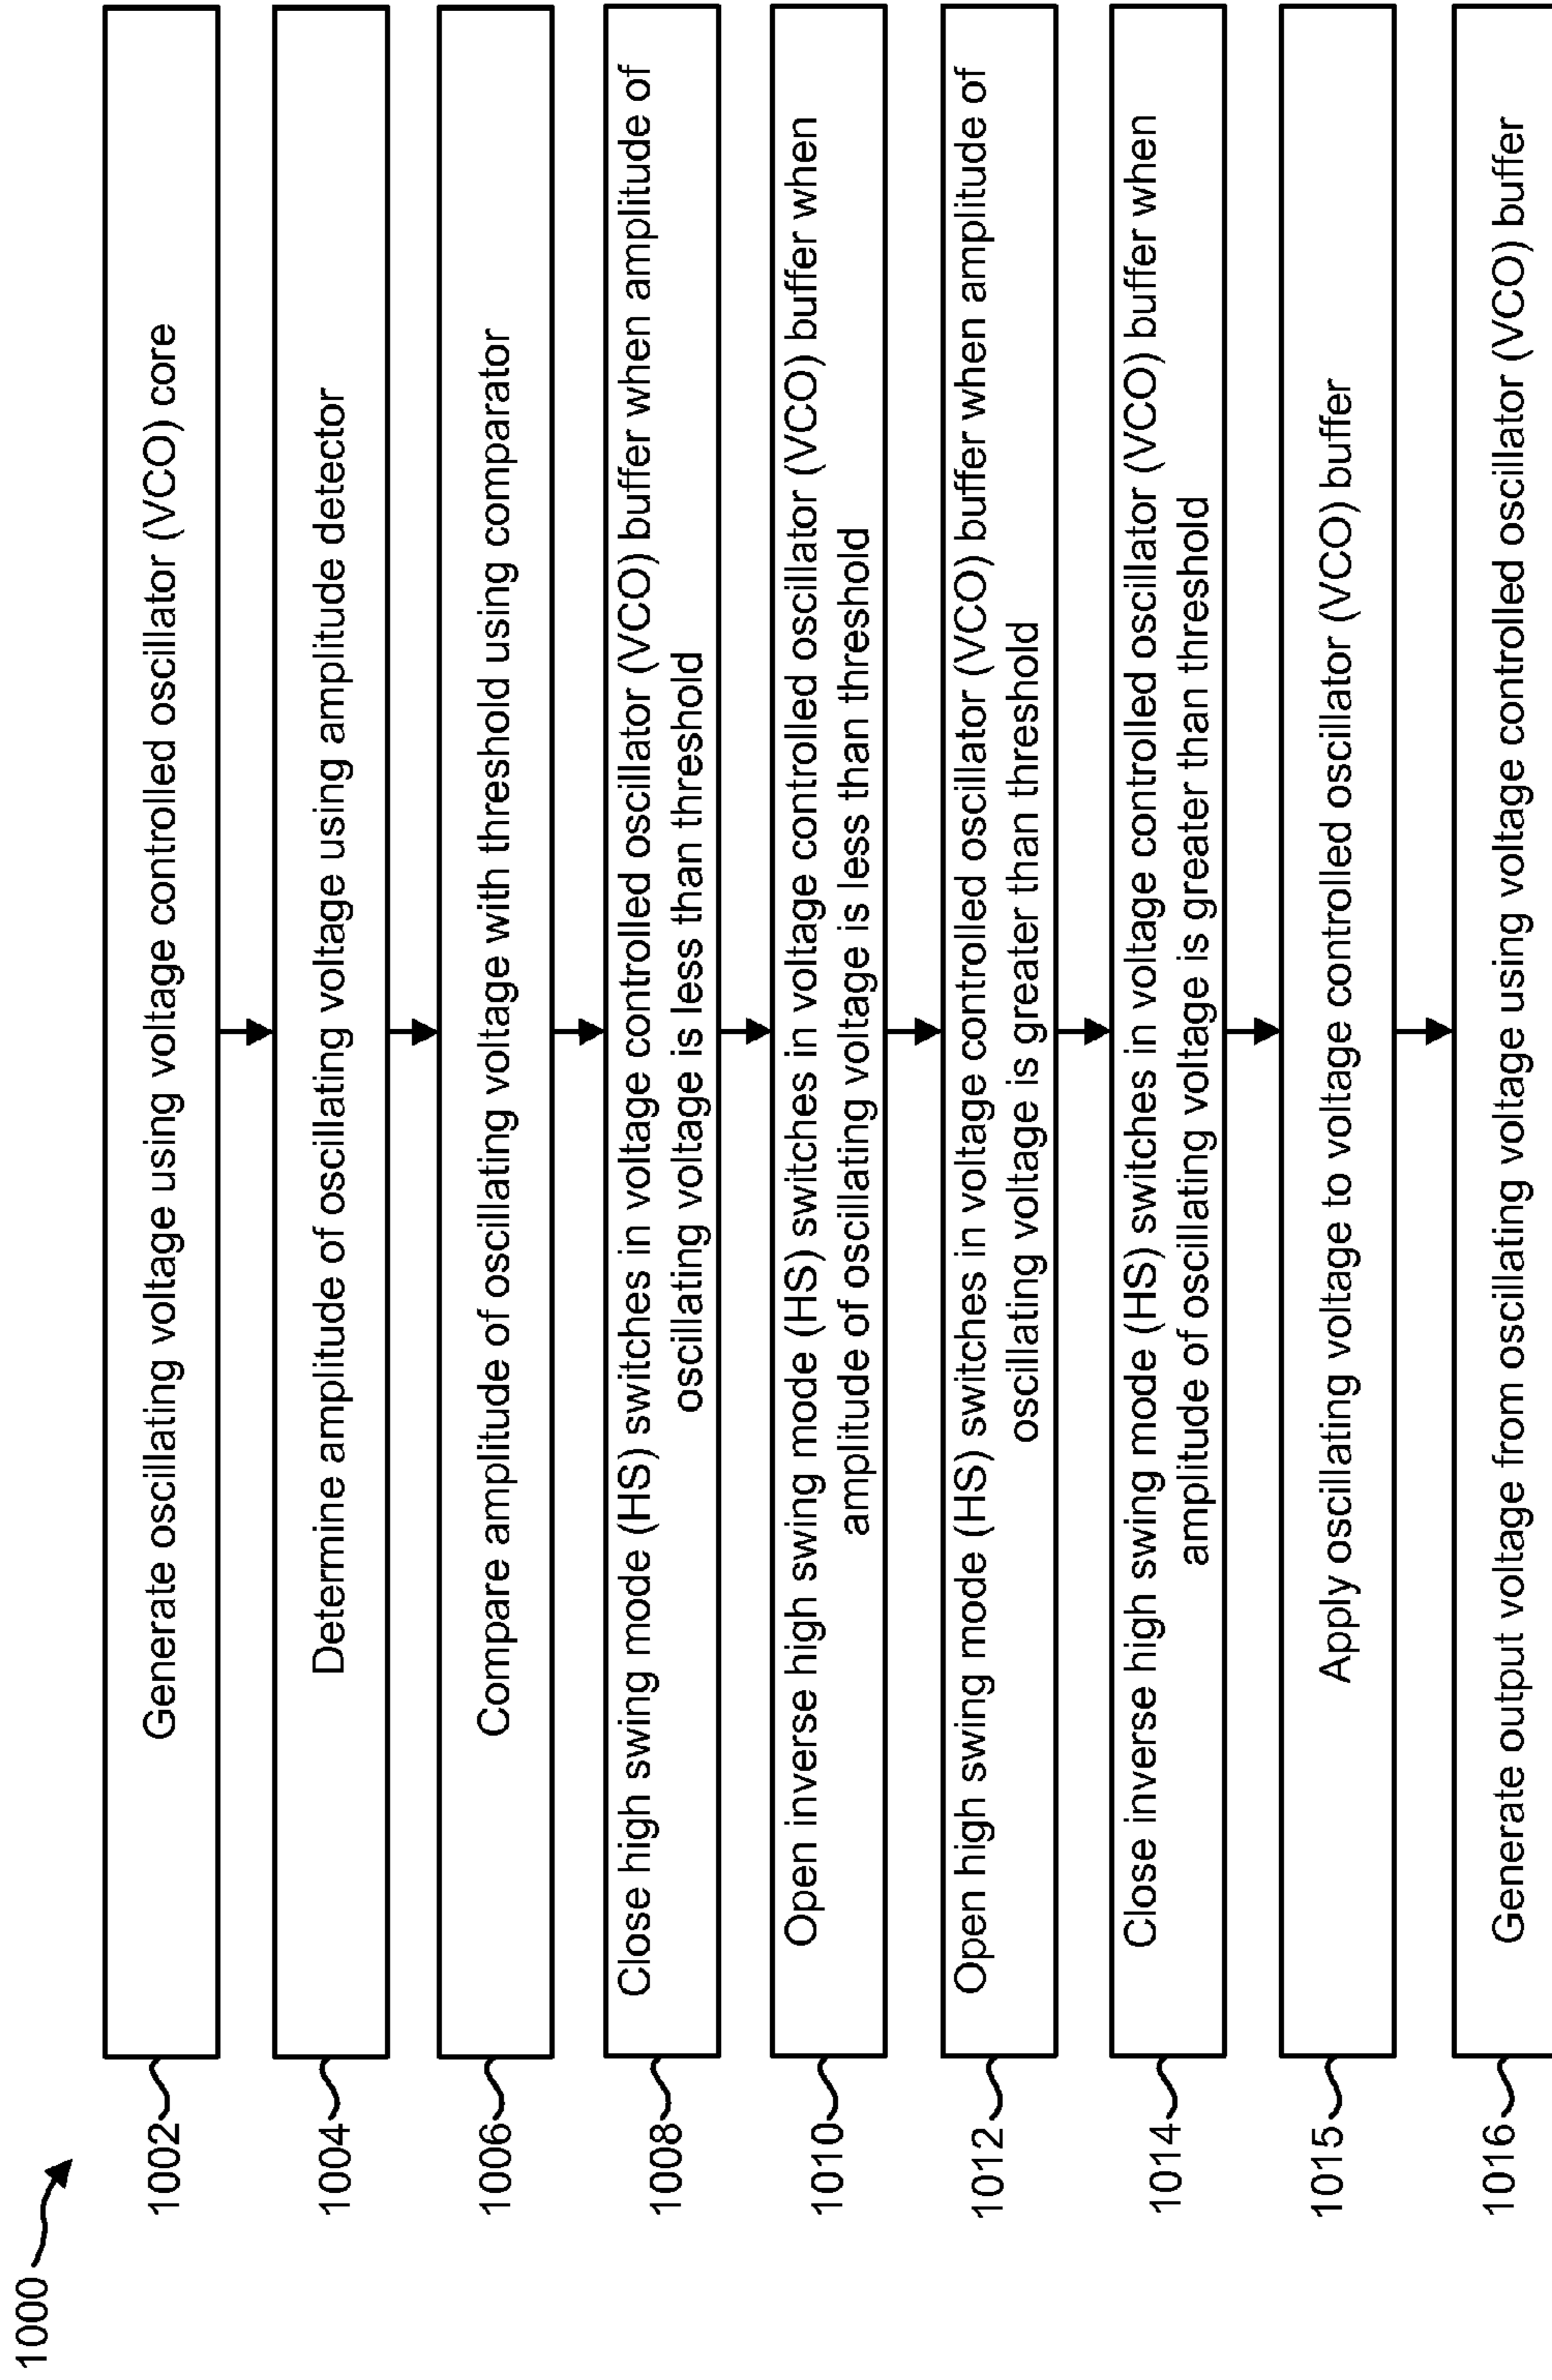 1000
1002
Generate oscillating voltage using voltage controlled oscillator (VCO) core
1004
Determine amplitude of oscillating voltage using amplitude detector
1006
Compare amplitude of oscillating voltage with threshold using comparator
1008
Close high swing mode (HS) switches in voltage controlled oscillator (VCO) buffer when amplitude of
oscillating voltage is less than threshold
1010
Open inverse high swing mode (HS) switches in voltage controlled oscillator (VCO) buffer when
amplitude of oscillating voltage is less than threshold
1012
Open high swing mode (HS) switches in voltage controlled oscillator (VCO) buffer when amplitude of
oscillating voltage is greater than threshold
1014
Close inverse high swing mode (HS) switches in voltage controlled oscillator (VCO) buffer when
amplitude of oscillating voltage is greater than threshold
1015
Apply oscillating voltage to voltage controlled oscillator (VCO) buffer
1016
Generate output voltage from oscillating voltage using voltage controlled oscillator (VCO) buffer